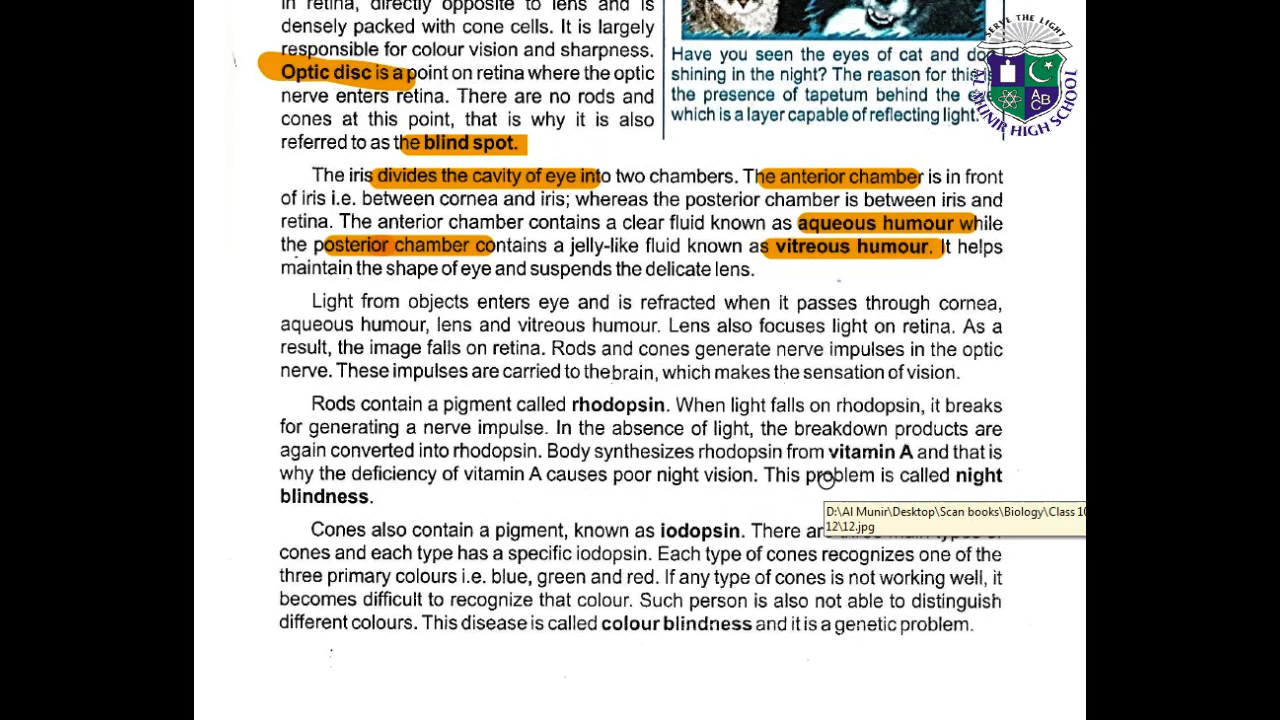 in retina, directly opposite to lens and is
densely packed with cone cells. It is largely
responsible for colour vision and sharpness.
Optic disc is a point on retina where the optic
nerve enters retina. There are no rods and
cones at this point, that is why it is also
referred to as the blind spot.
Have you seen the eyes of cat and dog
shining in the night? The reason for this is
the presence of tapetum behind the
which is a layer capable of reflecting light.
SERVE THE LIGHT
AL MUNIR HIGH SCHOOL
A
BC
The iris divides the cavity of eye into two chambers. The anterior chamber is in front
of iris i.e. between cornea and iris; whereas the posterior chamber is between iris and
retina. The anterior chamber contains a clear fluid known as aqueous humour while
the posterior chamber contains a jelly-like fluid known as vitreous humour. It helps
maintain the shape of eye and suspends the delicate lens.
Light from objects enters eye and is refracted when it passes through cornea,
aqueous humour, lens and vitreous humour. Lens also focuses light on retina. As a
result, the image falls on retina. Rods and cones generate nerve impulses in the optic
nerve. These impulses are carried to the brain, which makes the sensation of vision.
Rods contain a pigment called rhodopsin. When light falls on rhodopsin, it breaks
for generating a nerve impulse. In the absence of light, the breakdown products are
again converted into rhodopsin. Body synthesizes rhodopsin from vitamin A and that is
why the deficiency of vitamin A causes poor night vision. This problem is called night
blindness.
D:\Al Munir\Desktop\Scan books\Biology\Class 10
12\12.jpg
Cones also contain a pigment, known as iodopsin. There are three main types of
cones and each type has a specific iodopsin. Each type of cones recognizes one of the
three primary colours i.e. blue, green and red. If any type of cones is not working well, it
becomes difficult to recognize that colour. Such person is also not able to distinguish
different colours. This disease is called colour blindness and it is a genetic problem.